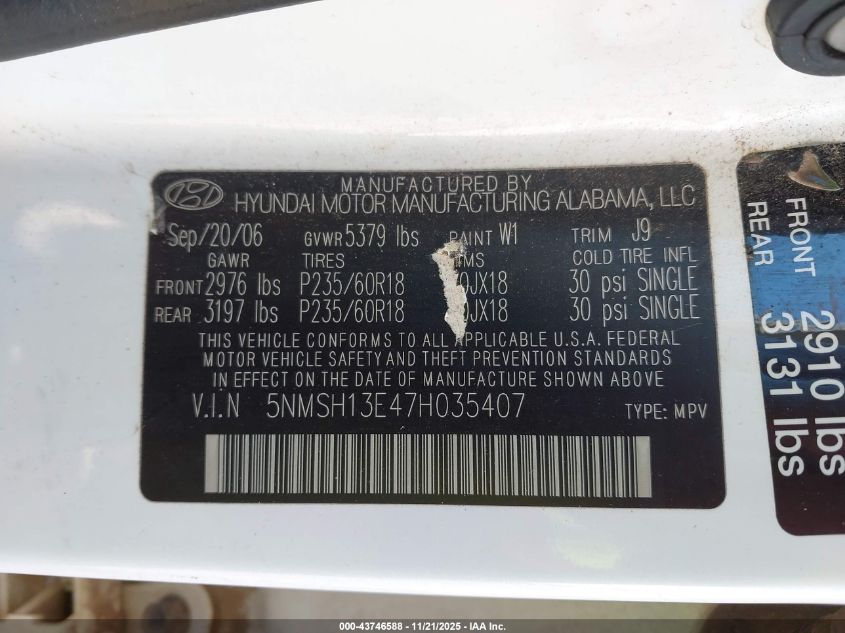 MANUFACTURED BY
HYUNDAI MOTOR MANUFACTURING ALABAMA, LLC
Sep/20/06 GVWR 5379 lbs PAINT W1 TRIM J9
GAWR TIRES COLD TIRE INFL
FRONT 2976 lbs P235/60R18 0JX18 30 psi SINGLE
REAR 3197 lbs P235/60R18 0JX18 30 psi SINGLE
THIS VEHICLE CONFORMS TO ALL APPLICABLE U.S.A. FEDERAL
MOTOR VEHICLE SAFETY AND THEFT PREVENTION STANDARDS
IN EFFECT ON THE DATE OF MANUFACTURE SHOWN ABOVE
V.I.N 5NMSH13E47H035407 TYPE: MPV
FRONT 2910 lbs
REAR 3131 lbs
000-43746588 - 11/21/2025 - IAA Inc.